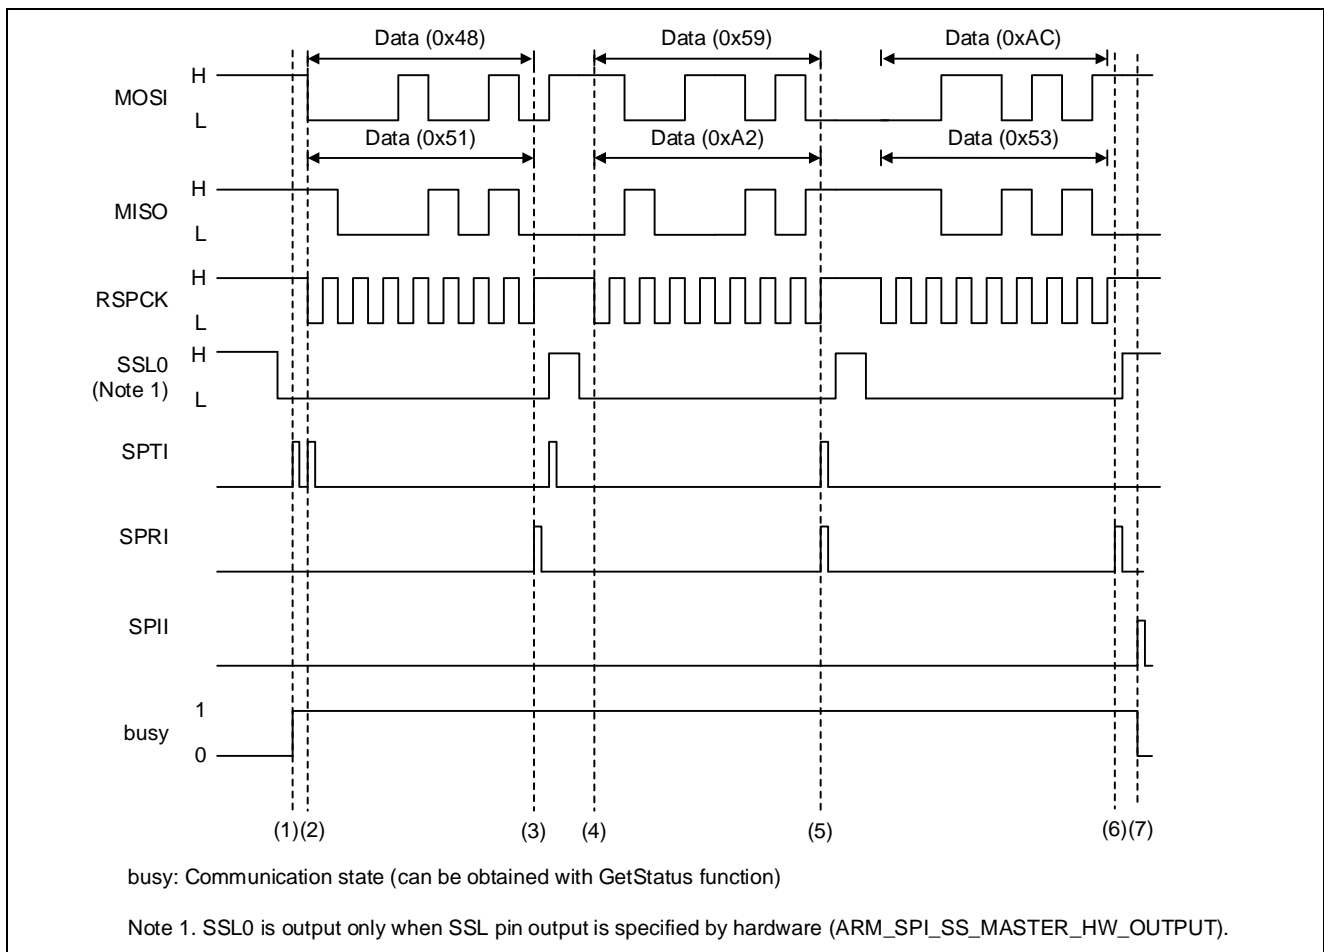 Data (0x48) Data (0x59) Data (0xAC)
H
MOSI
L
Data (0x51) Data (0xA2) Data (0x53)
H
MISO
L
H
RSPCK
L
H
SSL0
(Note 1)
L
SPTI
SPRI
SPII
1
busy
0
(1) (2) (3) (4) (5) (6) (7)
busy: Communication state (can be obtained with GetStatus function)
Note 1. SSL0 is output only when SSL pin output is specified by hardware (ARM_SPI_SS_MASTER_HW_OUTPUT).